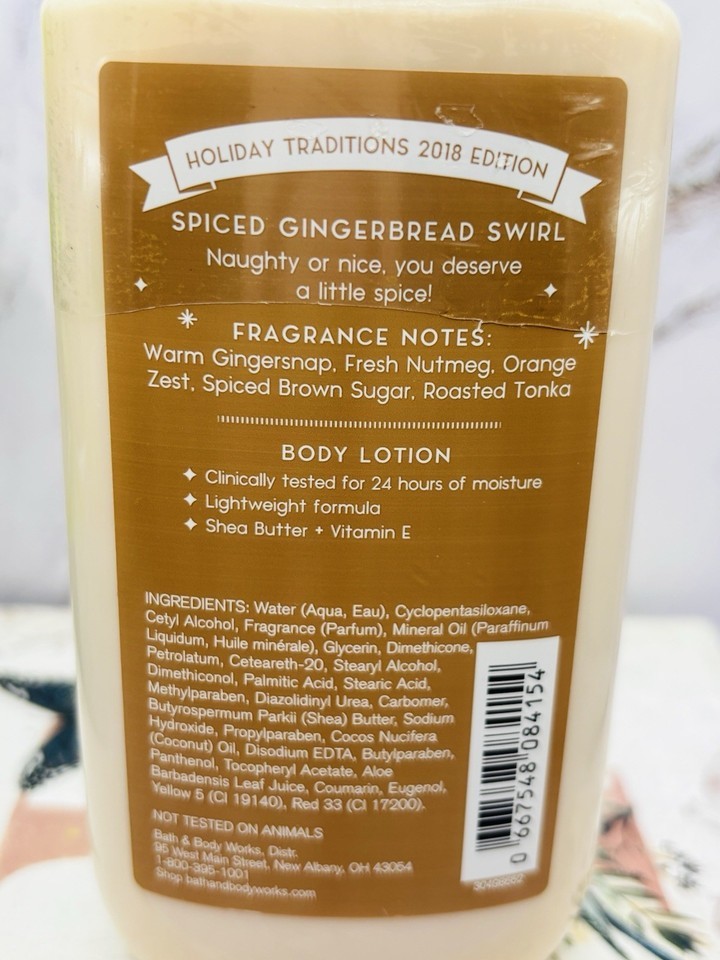 HOLIDAY TRADITIONS 2018 EDITION
SPICED GINGERBREAD SWIRL
Naughty or nice, you deserve
a little spice!
FRAGRANCE NOTES:
Warm Gingersnap, Fresh Nutmeg, Orange
Zest, Spiced Brown Sugar, Roasted Tonka
BODY LOTION
Clinically tested for 24 hours of moisture
Lightweight formula
Shea Butter + Vitamin E
INGREDIENTS: Water (Aqua, Eau), Cyclopentasiloxane,
Cetyl Alcohol, Fragrance (Parfum), Mineral Oil (Paraffinum
Liquidum, Huile minérale), Glycerin, Dimethicone,
Petrolatum, Ceteareth-20, Stearyl Alcohol,
Dimethiconol, Palmitic Acid, Stearic Acid,
Methylparaben, Diazolidinyl Urea, Carbomer,
Butyrospermum Parkii (Shea) Butter, Sodium
Hydroxide, Propylparaben, Cocos Nucifera
(Coconut) Oil, Disodium EDTA, Butylparaben,
Panthenol, Tocopheryl Acetate, Aloe
Barbadensis Leaf Juice, Coumarin, Eugenol,
Yellow 5 (CI 19140), Red 33 (CI 17200).
NOT TESTED ON ANIMALS
Bath & Body Works, Distr.
95 West Main Street, New Albany, OH 43054
1-800-395-1001
Shop bathandbodyworks.com
0 667548 084154